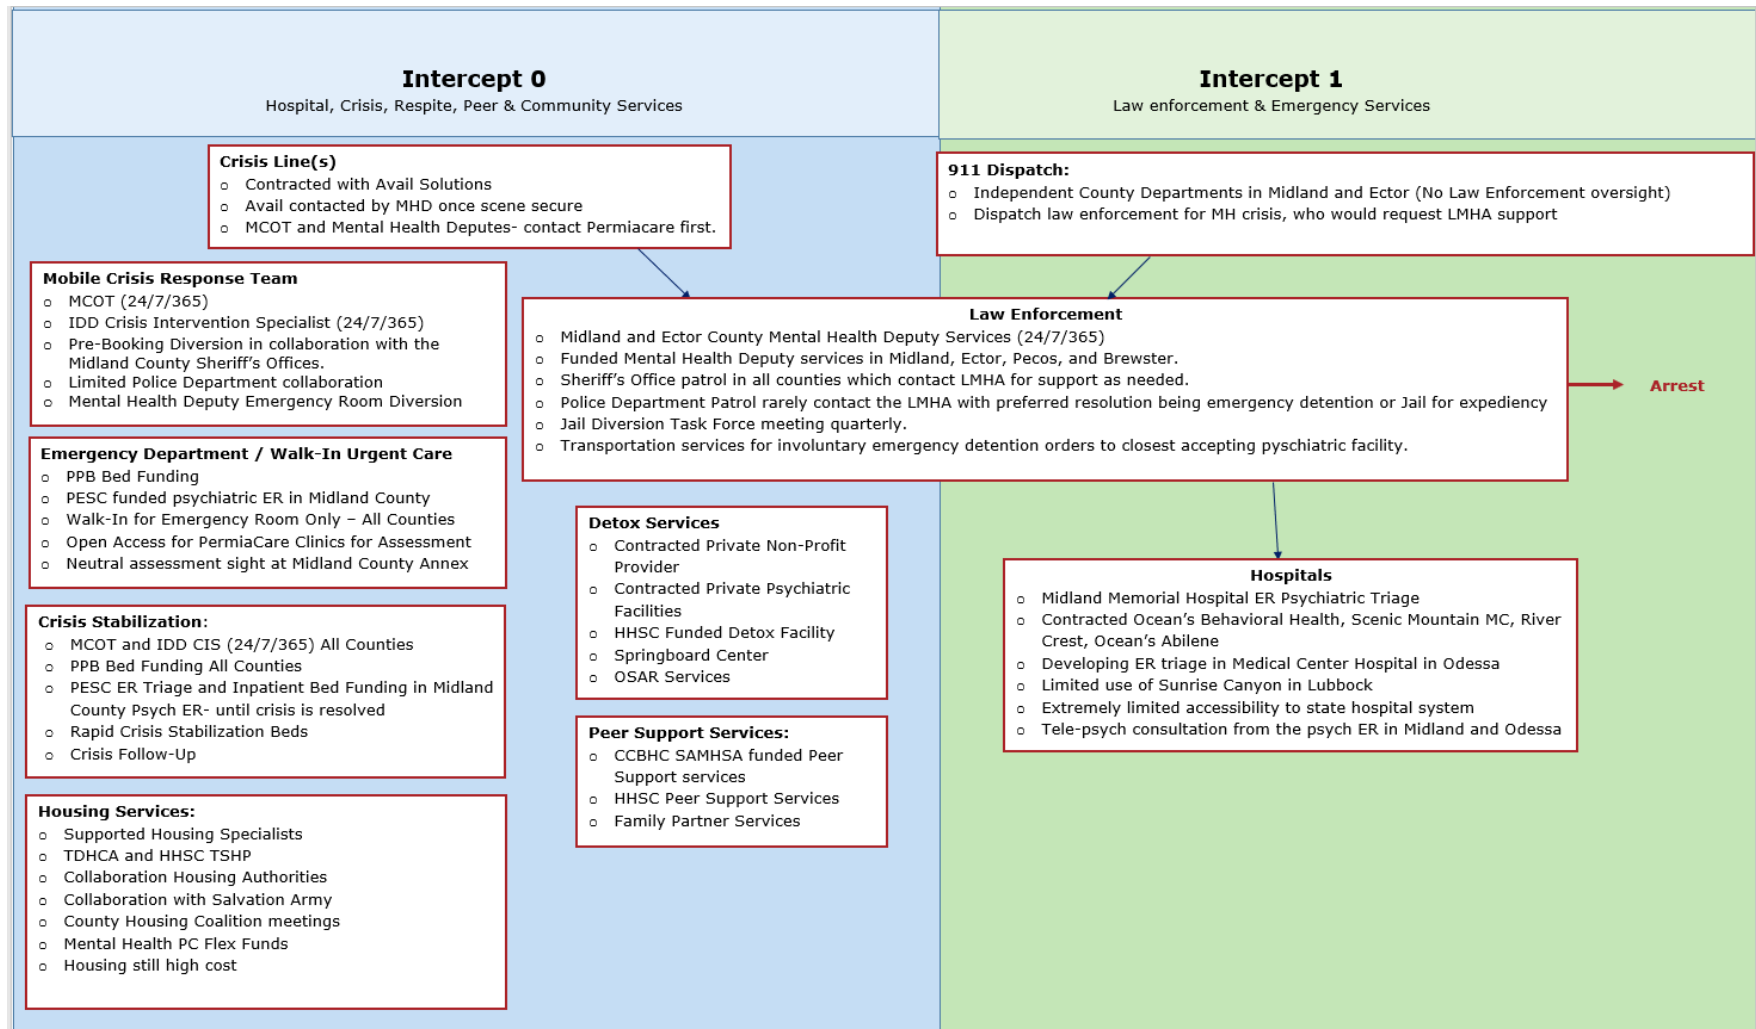 Intercept 0
Hospital, Crisis, Respite, Peer & Community Services
Intercept 1
Law enforcement & Emergency Services
Crisis Line(s)
o Contracted with Avail Solutions
o Avail contacted by MHD once scene secure
o MCOT and Mental Health Deputes- contact Permiacare first.
911 Dispatch:
o Independent County Departments in Midland and Ector (No Law Enforcement oversight)
o Dispatch law enforcement for MH crisis, who would request LMHA support
Mobile Crisis Response Team
o MCOT (24/7/365)
o IDD Crisis Intervention Specialist (24/7/365)
o Pre-Booking Diversion in collaboration with the
Midland County Sheriff's Offices.
o Limited Police Department collaboration
o Mental Health Deputy Emergency Room Diversion
Law Enforcement
o Midland and Ector County Mental Health Deputy Services (24/7/365)
o Funded Mental Health Deputy services in Midland, Ector, Pecos, and Brewster.
o Sheriff's Office patrol in all counties which contact LMHA for support as needed.
o Police Department Patrol rarely contact the LMHA with preferred resolution being emergency detention or Jail for expediency
o Jail Diversion Task Force meeting quarterly.
o Transportation services for involuntary emergency detention orders to closest accepting pyschiatric facility.
Arrest
Emergency Department / Walk-In Urgent Care
o PPB Bed Funding
o PESC funded psychiatric ER in Midland County
o Walk-In for Emergency Room Only – All Counties
o Open Access for PermiaCare Clinics for Assessment
o Neutral assessment sight at Midland County Annex
Crisis Stabilization:
o MCOT and IDD CIS (24/7/365) All Counties
o PPB Bed Funding All Counties
o PESC ER Triage and Inpatient Bed Funding in Midland
County Psych ER- until crisis is resolved
o Rapid Crisis Stabilization Beds
o Crisis Follow-Up
Housing Services:
o Supported Housing Specialists
o TDHCA and HHSC TSHP
o Collaboration Housing Authorities
o Collaboration with Salvation Army
o County Housing Coalition meetings
o Mental Health PC Flex Funds
o Housing still high cost
Detox Services
o Contracted Private Non-Profit
Provider
o Contracted Private Psychiatric
Facilities
o HHSC Funded Detox Facility
o Springboard Center
o OSAR Services
Peer Support Services:
o CCBHC SAMHSA funded Peer
Support services
o HHSC Peer Support Services
o Family Partner Services
Hospitals
o Midland Memorial Hospital ER Psychiatric Triage
o Contracted Ocean's Behavioral Health, Scenic Mountain MC, River
Crest, Ocean's Abilene
o Developing ER triage in Medical Center Hospital in Odessa
o Limited use of Sunrise Canyon in Lubbock
o Extremely limited accessibility to state hospital system
o Tele-psych consultation from the psych ER in Midland and Odessa